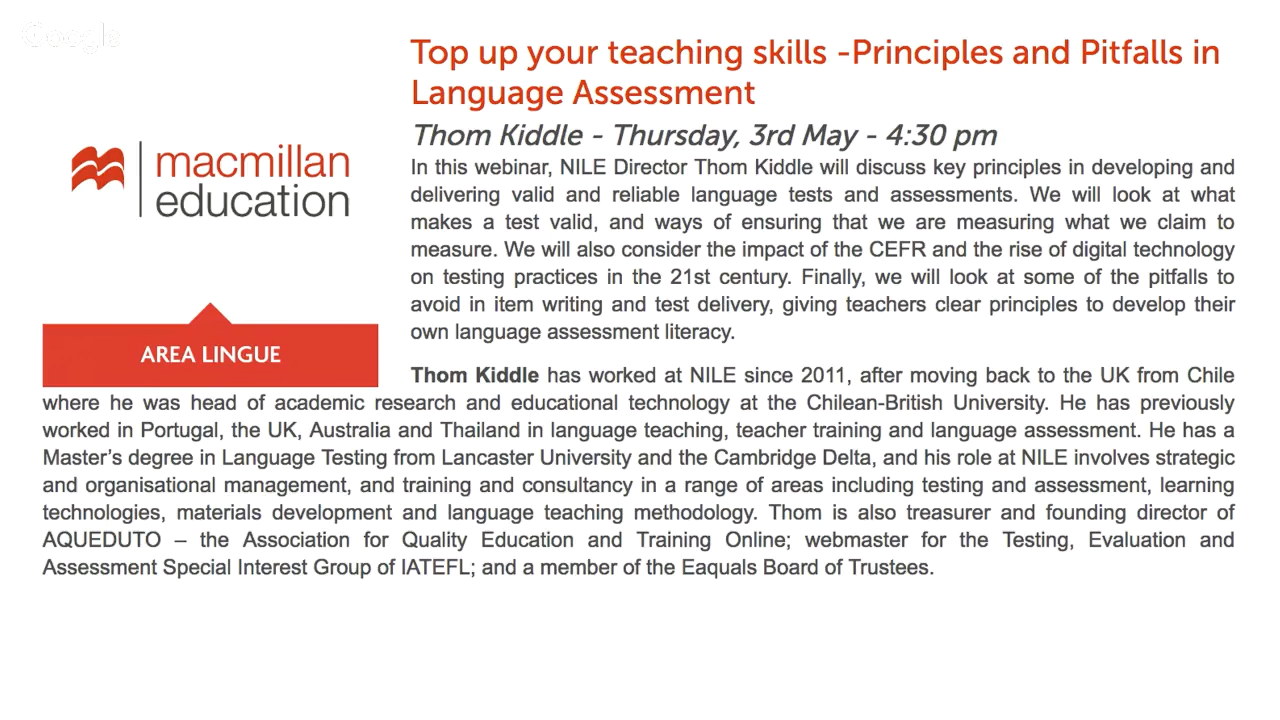 Google
Top up your teaching skills -Principles and Pitfalls in
Language Assessment
Thom Kiddle - Thursday, 3rd May - 4:30 pm
macmillan
education
In this webinar, NILE Director Thom Kiddle will discuss key principles in developing and
delivering valid and reliable language tests and assessments. We will look at what
makes a test valid, and ways of ensuring that we are measuring what we claim to
measure. We will also consider the impact of the CEFR and the rise of digital technology
on testing practices in the 21st century. Finally, we will look at some of the pitfalls to
avoid in item writing and test delivery, giving teachers clear principles to develop their
own language assessment literacy.
AREA LINGUE
Thom Kiddle has worked at NILE since 2011, after moving back to the UK from Chile
where he was head of academic research and educational technology at the Chilean-British University. He has previously
worked in Portugal, the UK, Australia and Thailand in language teaching, teacher training and language assessment. He has a
Master's degree in Language Testing from Lancaster University and the Cambridge Delta, and his role at NILE involves strategic
and organisational management, and training and consultancy in a range of areas including testing and assessment, learning
technologies, materials development and language teaching methodology. Thom is also treasurer and founding director of
AQUEDUTO – the Association for Quality Education and Training Online; webmaster for the Testing, Evaluation and
Assessment Special Interest Group of IATEFL; and a member of the Eaquals Board of Trustees.